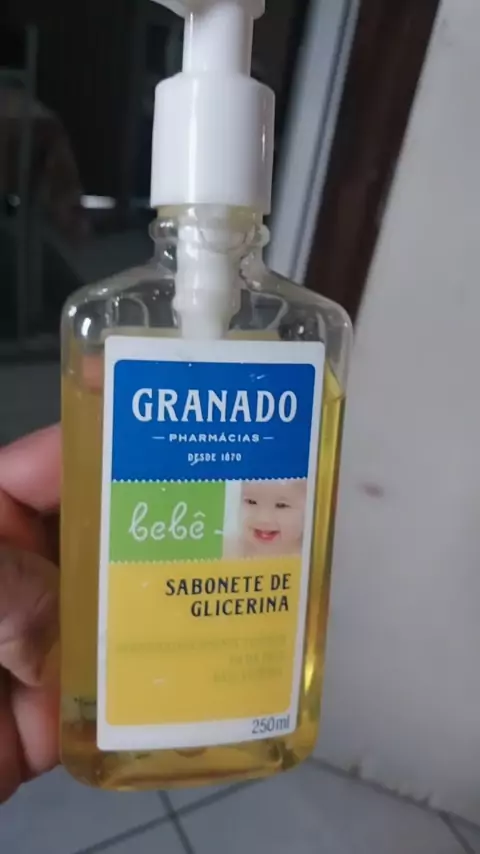 GRANADO
PHARMÁCIAS
DESDE 1870
bebê
SABONETE DE
GLICERINA
250ml